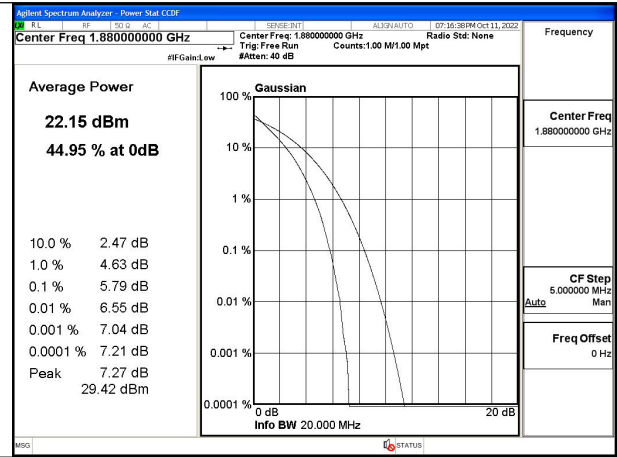 Agilent Spectrum Analyzer - Power Stat CCDF
RL RF 50 Ω AC SENSE:INT ALIGNAUTO 07:16:38PM Oct 11, 2022
Center Freq 1.880000000 GHz
Center Freq: 1.880000000 GHz Radio Std: None
Trig: Free Run Counts:1.00 M/1.00 Mpt
#IFGain:Low #Atten: 40 dB
Frequency
Average Power
22.15 dBm
44.95 % at 0dB
10.0 % 2.47 dB
1.0 % 4.63 dB
0.1 % 5.79 dB
0.01 % 6.55 dB
0.001 % 7.04 dB
0.0001 % 7.21 dB
Peak 7.27 dB
29.42 dBm
Gaussian
100 %
10 %
1 %
0.1 %
0.01 %
0.001 %
0.0001 %
0 dB 20 dB
Info BW 20.000 MHz
Center Freq
1.880000000 GHz
CF Step
5.000000 MHz
Auto Man
Freq Offset
0 Hz
MSG STATUS